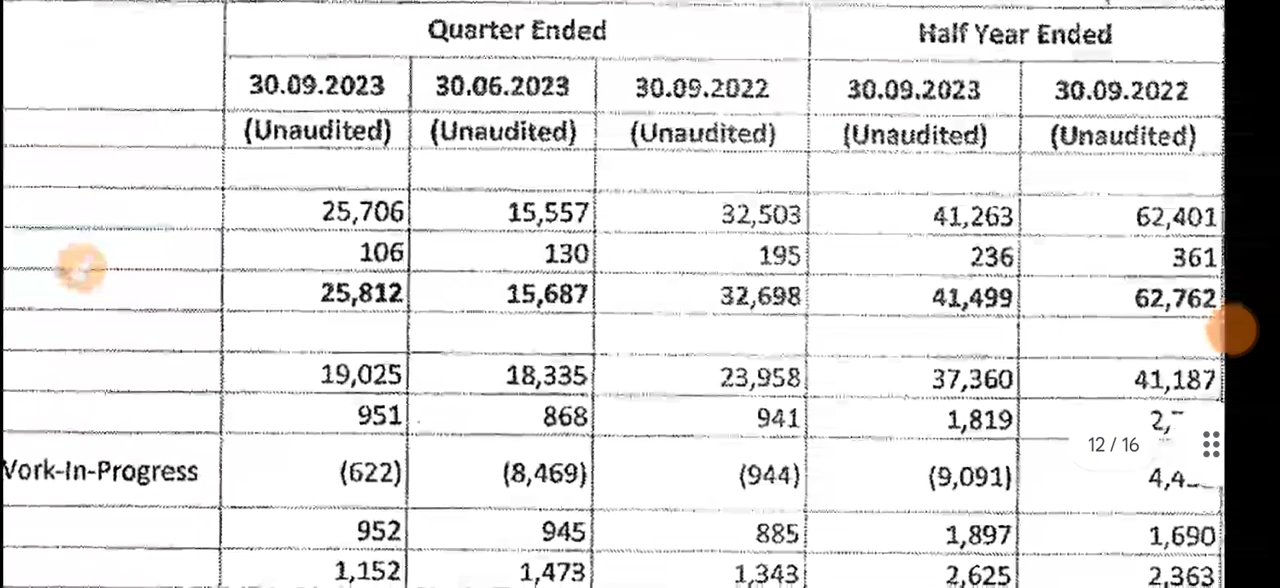 Quarter Ended Half Year Ended
30.09.2023 30.06.2023 30.09.2022 30.09.2023 30.09.2022
(Unaudited) (Unaudited) (Unaudited) (Unaudited) (Unaudited)
25,706 15,557 32,503 41,263 62,401
106 130 195 236 361
25,812 15,687 32,698 41,499 62,762
19,025 18,335 23,958 37,360 41,187
951 868 941 1,819
12 / 16
Work-In-Progress (622) (8,469) (944) (9,091)
952 945 885 1,897 1,690
1,152 1,473 1,343 2,625 2,363